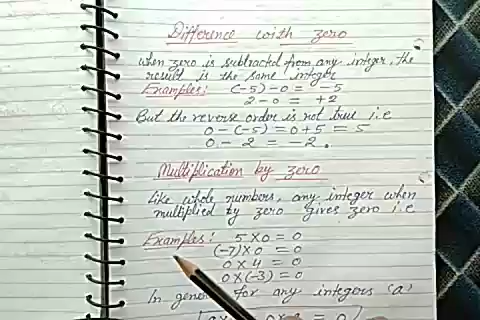 Difference with zero
When zero is subtracted from any integer, the
result is the same integer
Examples: (-5)-0 = -5
2-0 = +2
But the reverse order is not true i.e
0-(-5) = 0+5 = 5
0-2 = -2.
Multiplication by zero
Like whole numbers, any integer when
multiplied by zero gives zero i.e
Examples: 5×0 = 0
(-7)×0 = 0
0×4 = 0
0×(-3) = 0
In for any integers 'a'
= 0